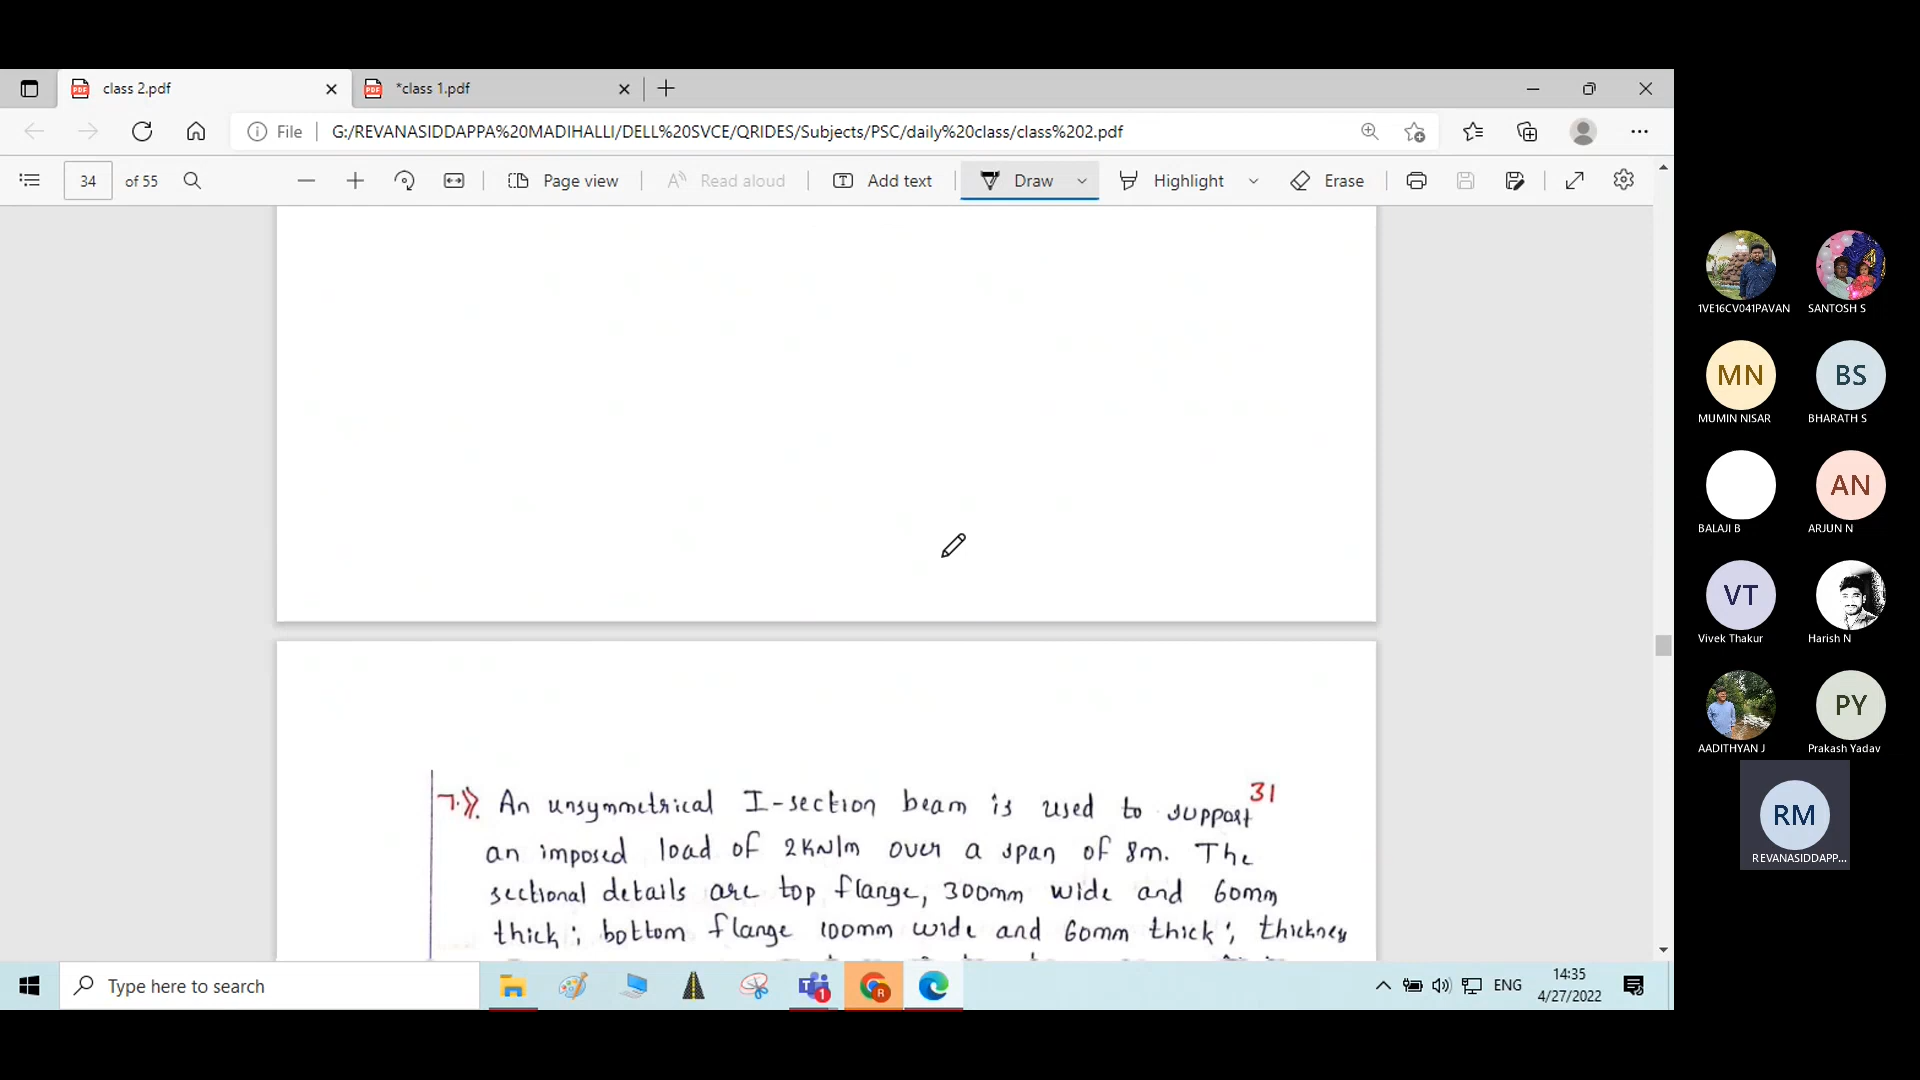 class 2.pdf
*class 1.pdf
File
G:/REVANASIDDAPPA%20MADIHALLI/DELL%20SVCE/QRIDES/Subjects/PSC/daily%20class/class%202.pdf
34 of 55
Page view
Read aloud
Add text
Draw
Highlight
Erase
7.》 An unsymmetrical I-section beam is used to support 31
an imposed load of 2KN/m over a span of 8m. The
sectional details are top flange, 300mm wide and 60mm
thick; bottom flange 100mm wide and 60mm thick; thickness
Type here to search
1
R
ENG
14:35
4/27/2022
1VE16CV041PAVAN
SANTOSH S
MN
MUMIN NISAR
BS
BHARATH S
BALAJI B
AN
ARJUN N
VT
Vivek Thakur
Harish N
AADITHYAN J
PY
Prakash Yadav
RM
REVANASIDDAPP...